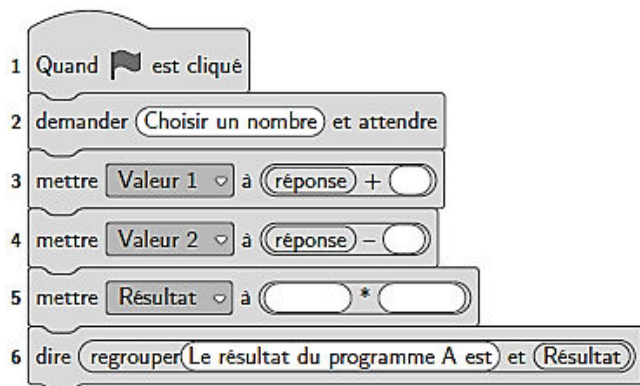 1 Quand est cliqué
2 demander Choisir un nombre et attendre
3 mettre Valeur 1 à réponse +
4 mettre Valeur 2 à réponse −
5 mettre Résultat à *
6 dire regrouper Le résultat du programme A est et Résultat